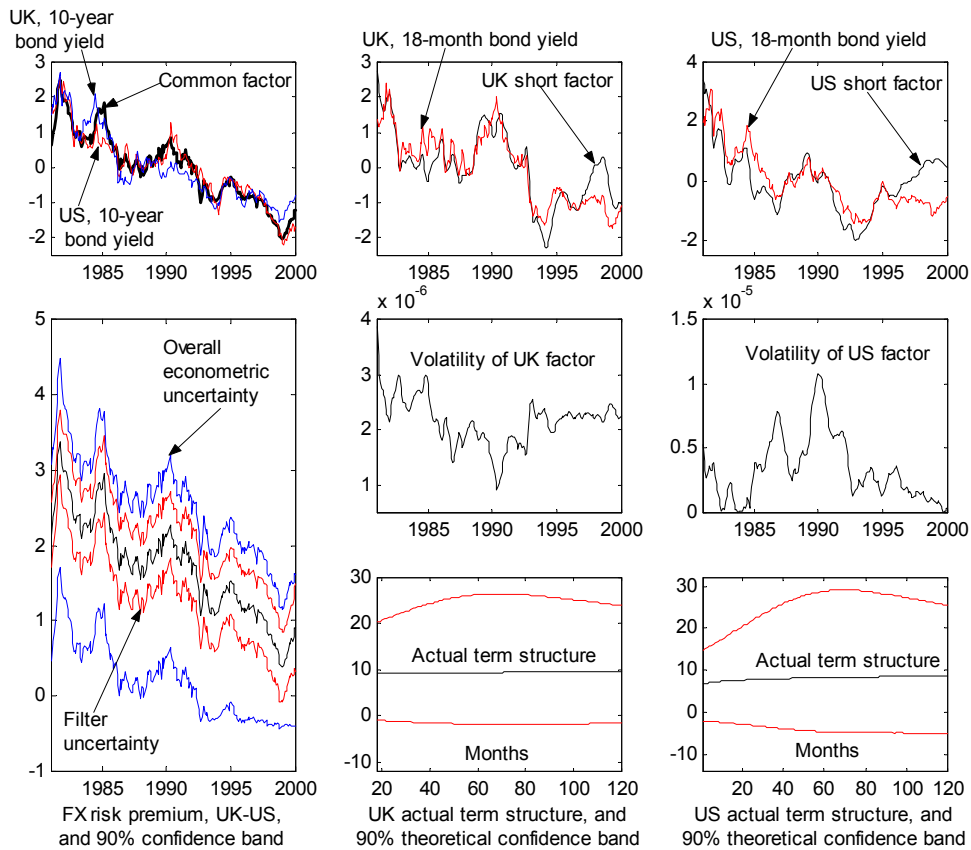 UK, 10-year
bond yield
Common factor
US, 10-year
bond yield
3
2
1
0
-1
-2
1985 1990 1995 2000
UK, 18-month bond yield
UK short factor
3
2
1
0
-1
-2
1985 1990 1995 2000
US, 18-month bond yield
US short factor
4
2
0
-2
1985 1990 1995 2000
5
4
3
2
1
0
-1
Overall
econometric
uncertainty
Filter
uncertainty
1985 1990 1995 2000
FX risk premium, UK-US,
and 90% confidence band
x 10-6
Volatility of UK factor
3
2
1
1985 1990 1995 2000
x 10-5
Volatility of US factor
1.5
1
0.5
0
1985 1990 1995 2000
30
20
10
0
-10
Actual term structure
Months
20 40 60 80 100 120
UK actual term structure, and
90% theoretical confidence band
30
20
10
0
-10
Actual term structure
Months
20 40 60 80 100 120
US actual term structure, and
90% theoretical confidence band